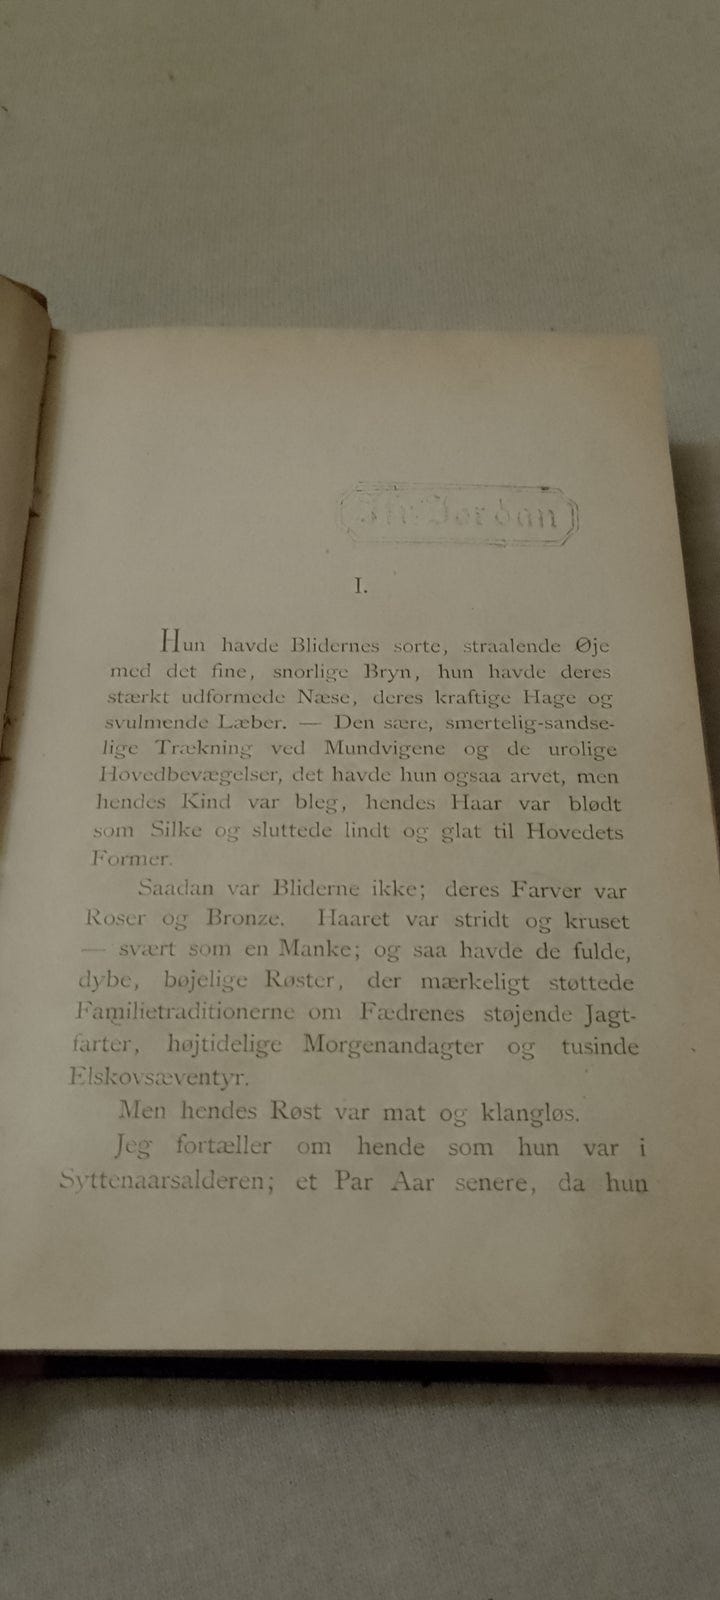 Jordan
I.
Hun havde Blidernes sorte, straalende Øje
med det fine, snorlige Bryn, hun havde deres
stærkt udformede Næse, deres kraftige Hage og
svulmende Læber. — Den sære, smertelig-sandse-
lige Trækning ved Mundvigene og de urolige
Hovedbevægelser, det havde hun ogsaa arvet, men
hendes Kind var bleg, hendes Haar var blødt
som Silke og sluttede lindt og glat til Hovedets
Former.
Saadan var Bliderne ikke; deres Farver var
Roser og Bronze. Haaret var stridt og kruset
— svært som en Manke; og saa havde de fulde,
dybe, bøjelige Røster, der mærkeligt støttede
Familietraditionerne om Fædrenes støjende Jagt-
farter, højtidelige Morgenandagter og tusinde
Elskovsæventyr.
Men hendes Røst var mat og klangløs.
Jeg fortæller om hende som hun var i
Syttenaarsalderen; et Par Aar senere, da hun